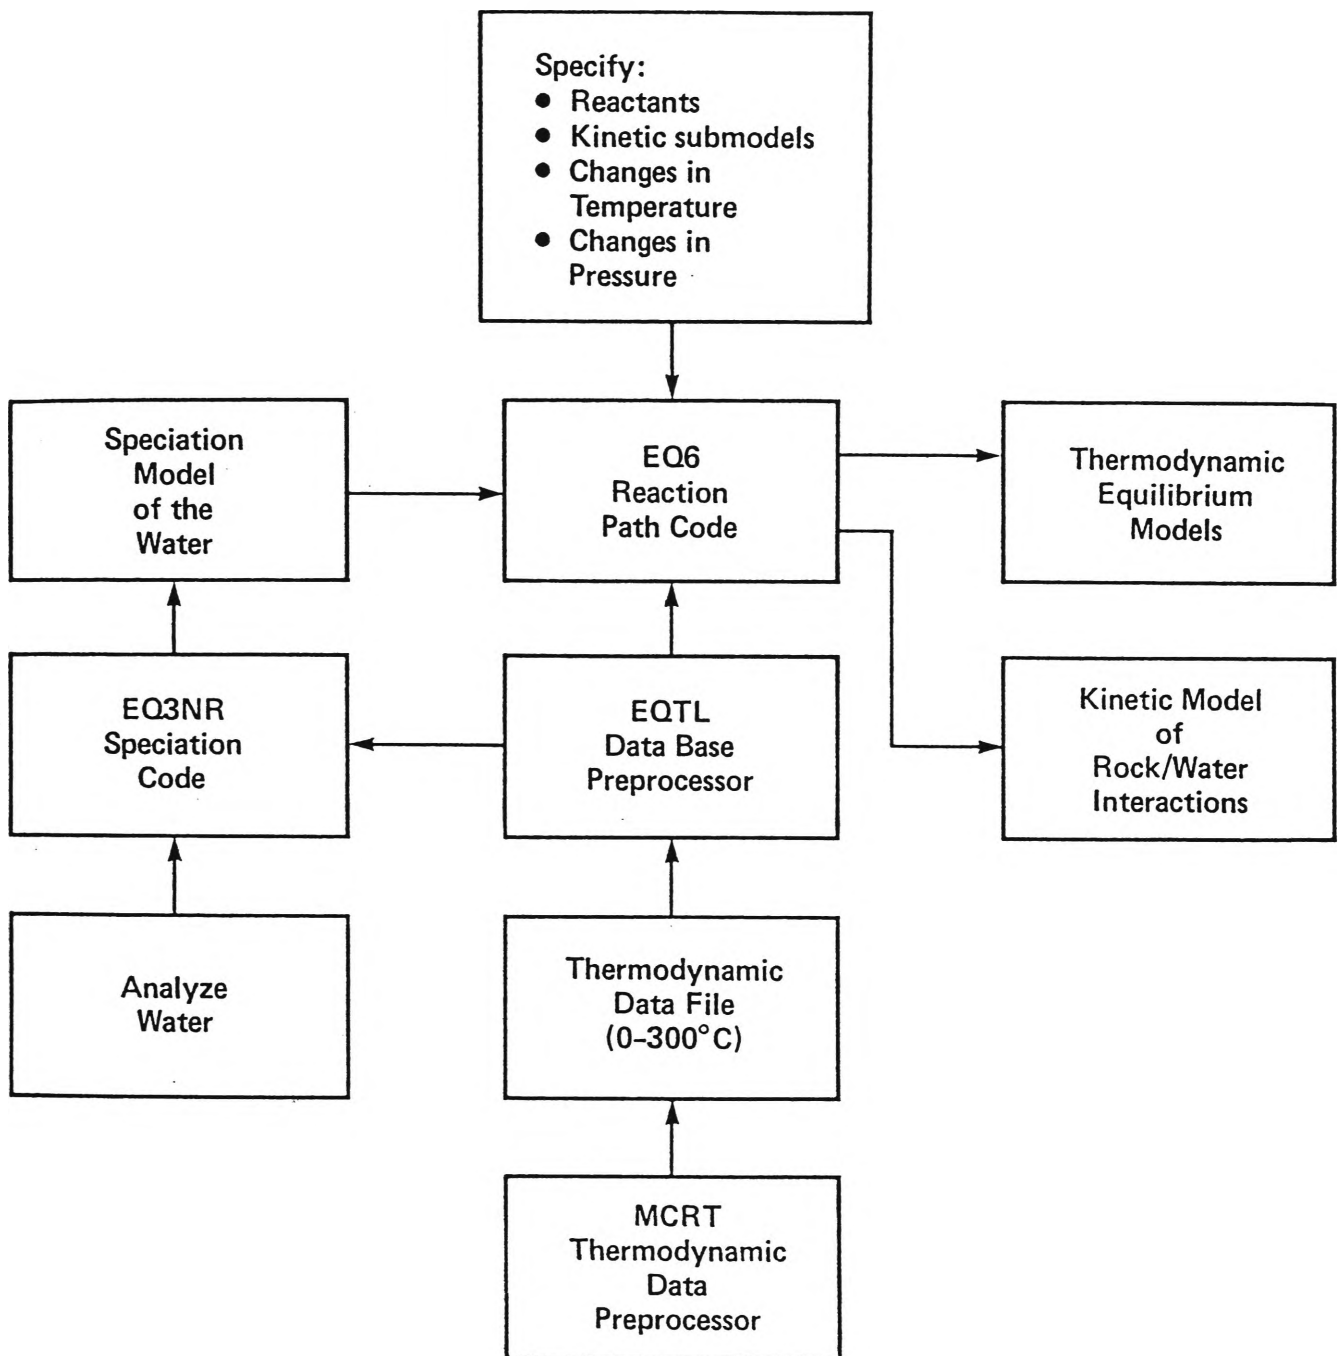 Specify:
● Reactants
● Kinetic submodels
● Changes in
Temperature
● Changes in
Pressure
Speciation
Model
of the
Water
EQ6
Reaction
Path Code
Thermodynamic
Equilibrium
Models
EQ3NR
Speciation
Code
EQTL
Data Base
Preprocessor
Kinetic Model
of
Rock/Water
Interactions
Analyze
Water
Thermodynamic
Data File
(0–300°C)
MCRT
Thermodynamic
Data
Preprocessor